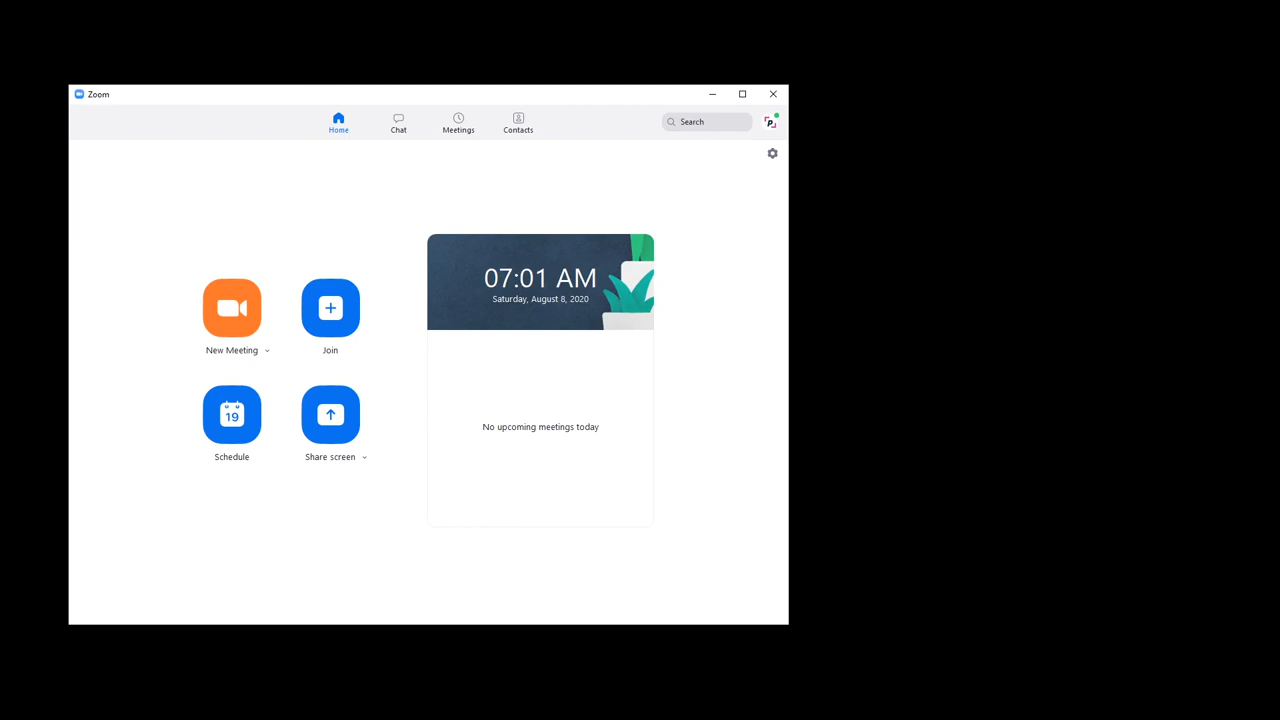 Zoom
Home
Chat
Meetings
Contacts
Search
P
07:01 AM
Saturday, August 8, 2020
New Meeting
Join
19
Schedule
Share screen
No upcoming meetings today